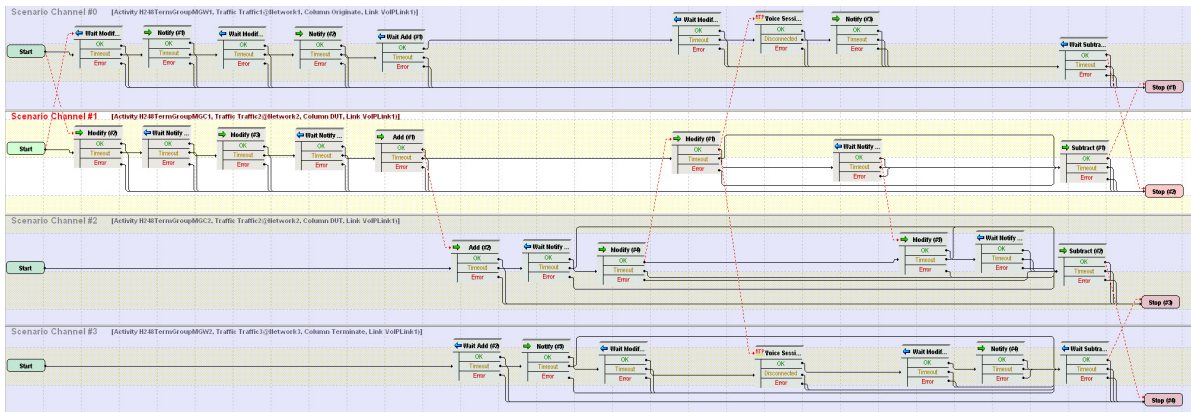 Scenario Channel #0 [Activity H248TermGroupMGW1, Traffic Traffic1@Network1, Column Originate, Link VoIPLink1)]
Start
Wait Modif...
OK
Timeout
Error
Notify (#1)
OK
Timeout
Error
Wait Modif...
OK
Timeout
Error
Notify (#2)
OK
Timeout
Error
Wait Add (#1)
OK
Timeout
Error
Wait Modif...
OK
Timeout
Error
Voice Sessi...
OK
Disconnected
Error
Notify (#3)
OK
Timeout
Error
Wait Subtra...
OK
Timeout
Error
Stop (#1)
Scenario Channel #1 [Activity H248TermGroupMGC1, Traffic Traffic2@Network2, Column DUT, Link VoIPLink1)]
Start
Modify (#2)
OK
Timeout
Error
Wait Notify ...
OK
Timeout
Error
Modify (#3)
OK
Timeout
Error
Wait Notify ...
OK
Timeout
Error
Add (#1)
OK
Timeout
Error
Modify (#1)
OK
Timeout
Error
Wait Notify ...
OK
Timeout
Error
Subtract (#1)
OK
Timeout
Error
Stop (#2)
Scenario Channel #2 [Activity H248TermGroupMGC2, Traffic Traffic2@Network2, Column DUT, Link VoIPLink1)]
Start
Add (#2)
OK
Timeout
Error
Wait Notify ...
OK
Timeout
Error
Modify (#4)
OK
Timeout
Error
Modify (#5)
OK
Timeout
Error
Wait Notify ...
OK
Timeout
Error
Subtract (#2)
OK
Timeout
Error
Stop (#3)
Scenario Channel #3 [Activity H248TermGroupMGW2, Traffic Traffic3@Network3, Column Terminate, Link VoIPLink1)]
Start
Wait Add (#2)
OK
Timeout
Error
Notify (#5)
OK
Timeout
Error
Wait Modif...
OK
Timeout
Error
Voice Sessi...
OK
Disconnected
Error
Wait Modif...
OK
Timeout
Error
Notify (#4)
OK
Timeout
Error
Wait Subtra...
OK
Timeout
Error
Stop (#4)